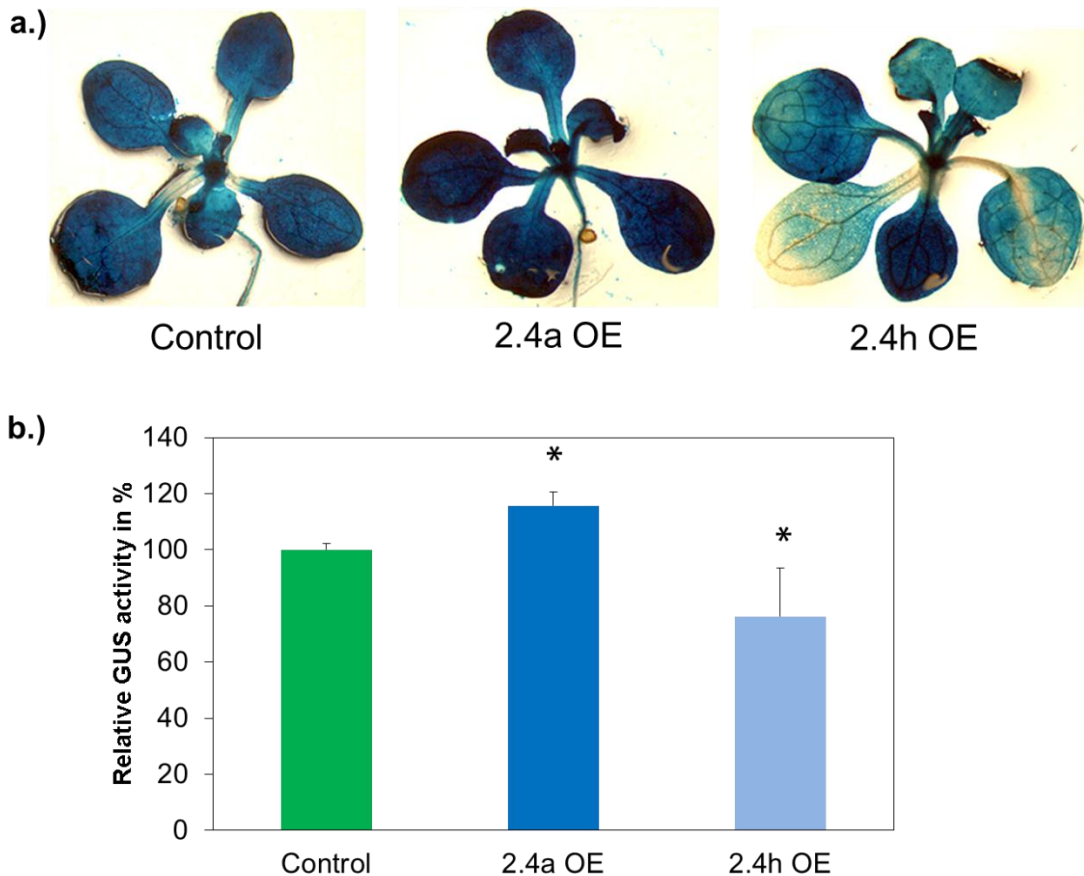 a.)
Control 2.4a OE 2.4h OE
b.)
Relative GUS activity in %
140
120
100
80
60
40
20
0
*
*
Control 2.4a OE 2.4h OE